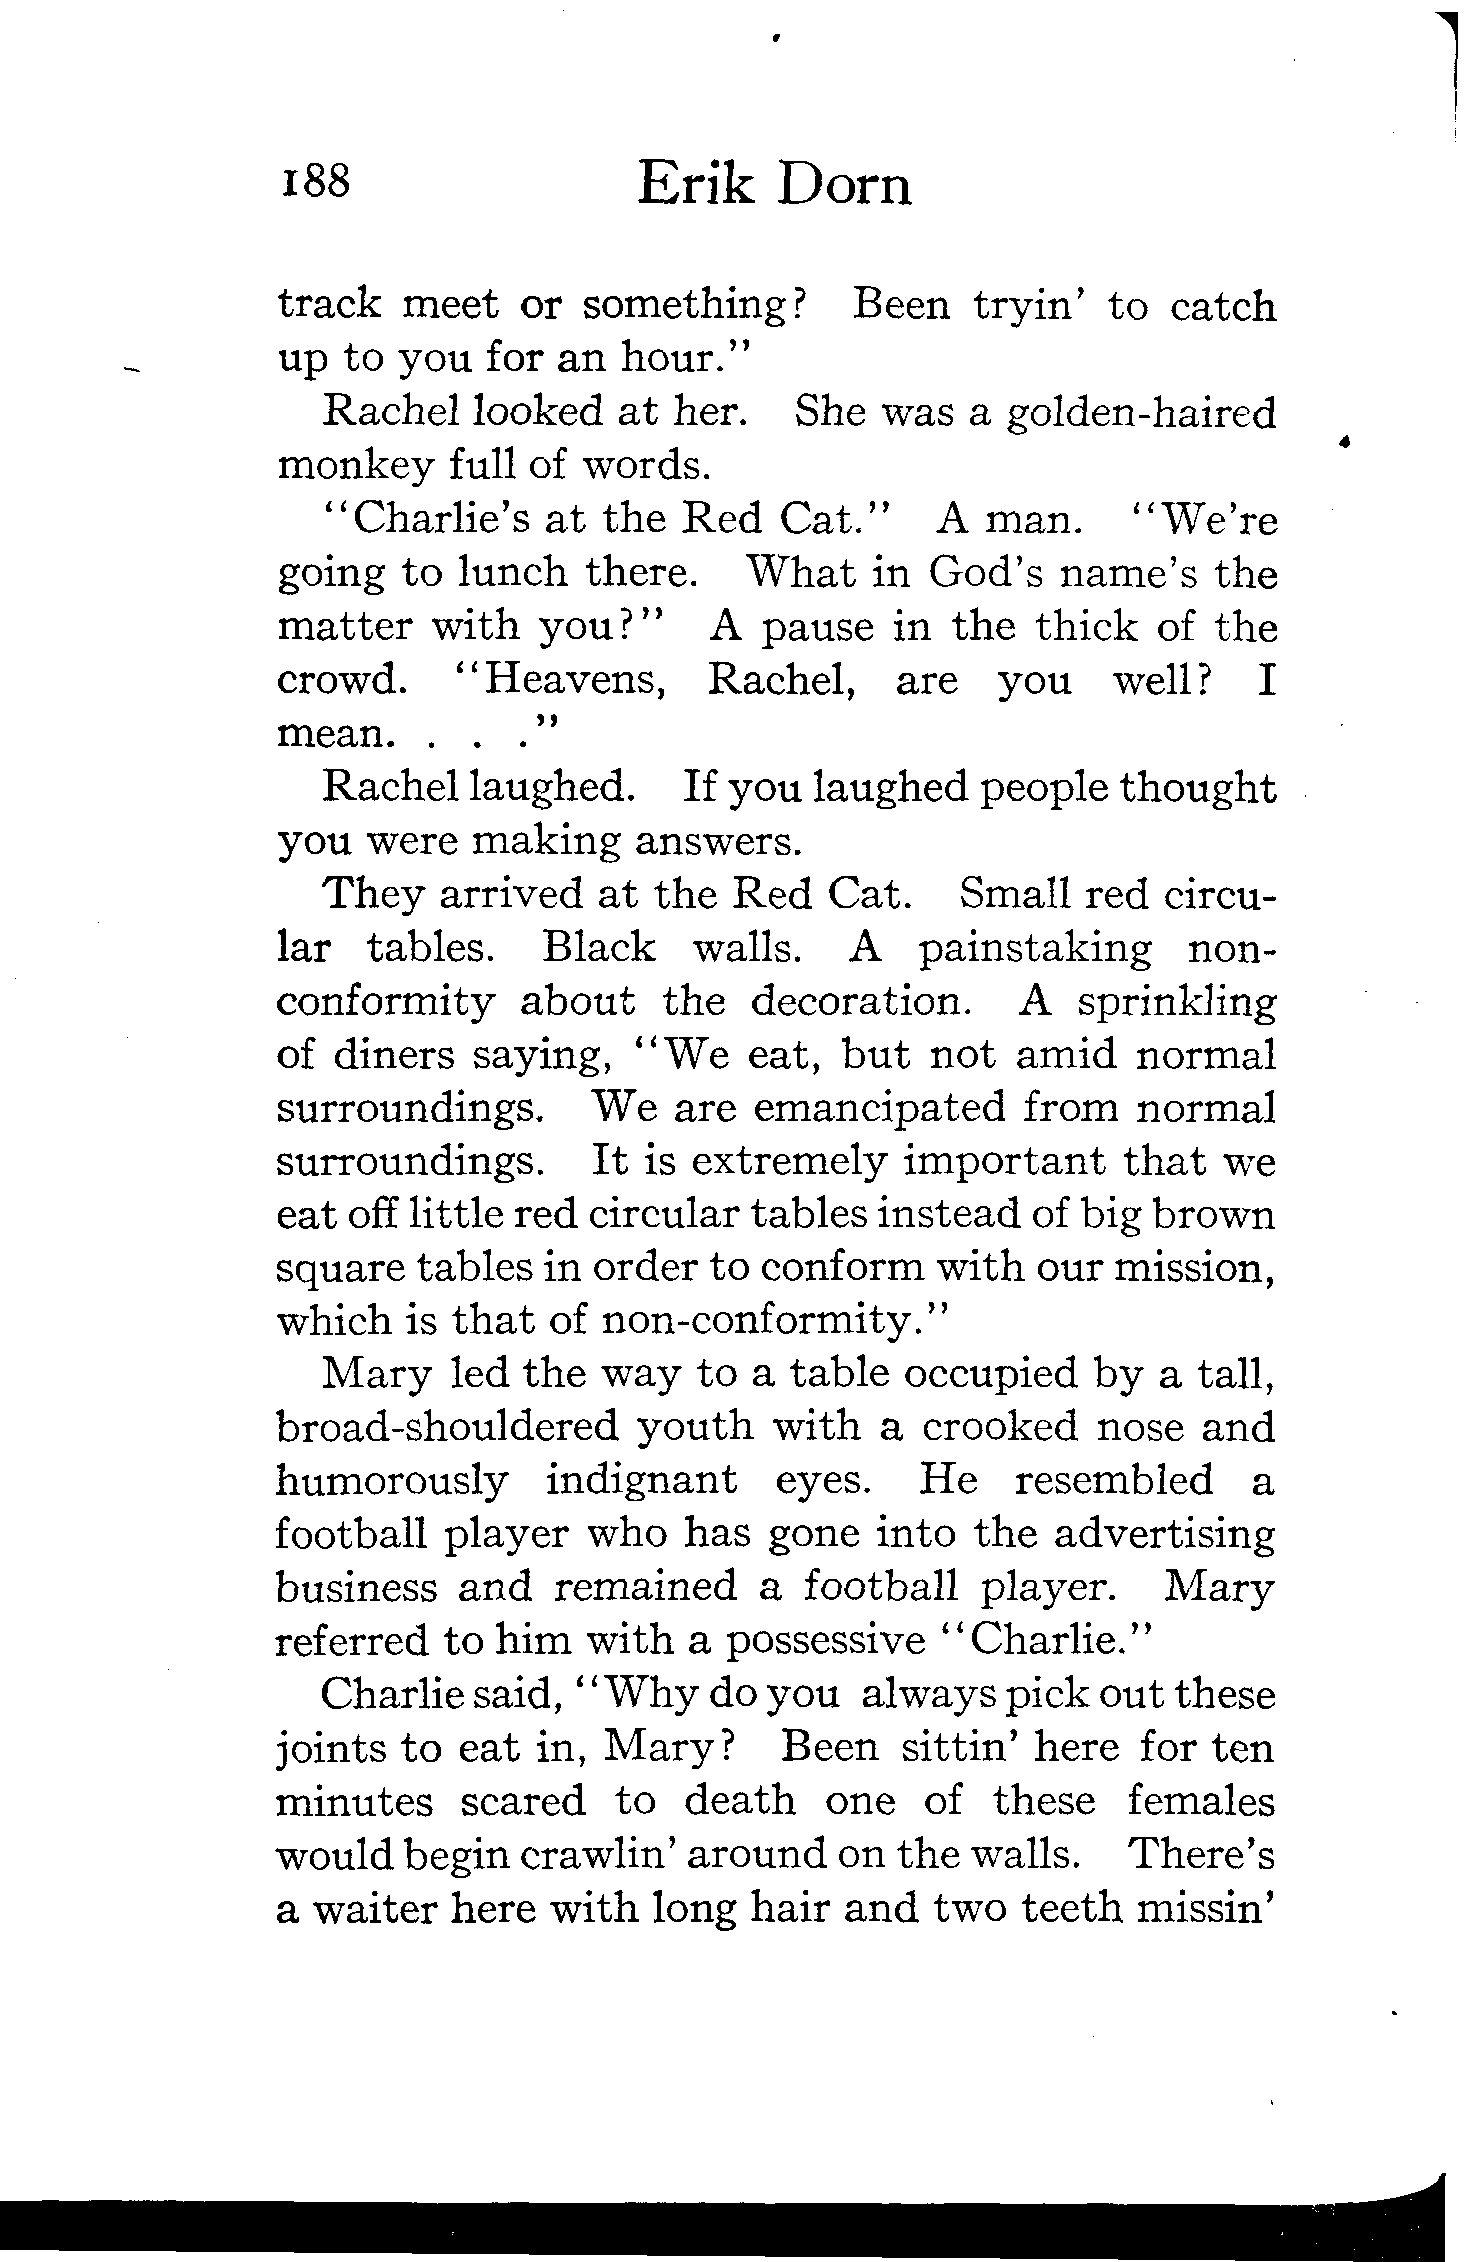 188 Erik Dorn
track meet or something? Been tryin' to catch
up to you for an hour."
Rachel looked at her. She was a golden-haired
monkey full of words.
"Charlie's at the Red Cat." A man. "We're
going to lunch there. What in God's name's the
matter with you?" A pause in the thick of the
crowd. "Heavens, Rachel, are you well? I
mean. . . ."
Rachel laughed. If you laughed people thought
you were making answers.
They arrived at the Red Cat. Small red circu-
lar tables. Black walls. A painstaking non-
conformity about the decoration. A sprinkling
of diners saying, "We eat, but not amid normal
surroundings. We are emancipated from normal
surroundings. It is extremely important that we
eat off little red circular tables instead of big brown
square tables in order to conform with our mission,
which is that of non-conformity."
Mary led the way to a table occupied by a tall,
broad-shouldered youth with a crooked nose and
humorously indignant eyes. He resembled a
football player who has gone into the advertising
business and remained a football player. Mary
referred to him with a possessive "Charlie."
Charlie said, "Why do you always pick out these
joints to eat in, Mary? Been sittin' here for ten
minutes scared to death one of these females
would begin crawlin' around on the walls. There's
a waiter here with long hair and two teeth missin'